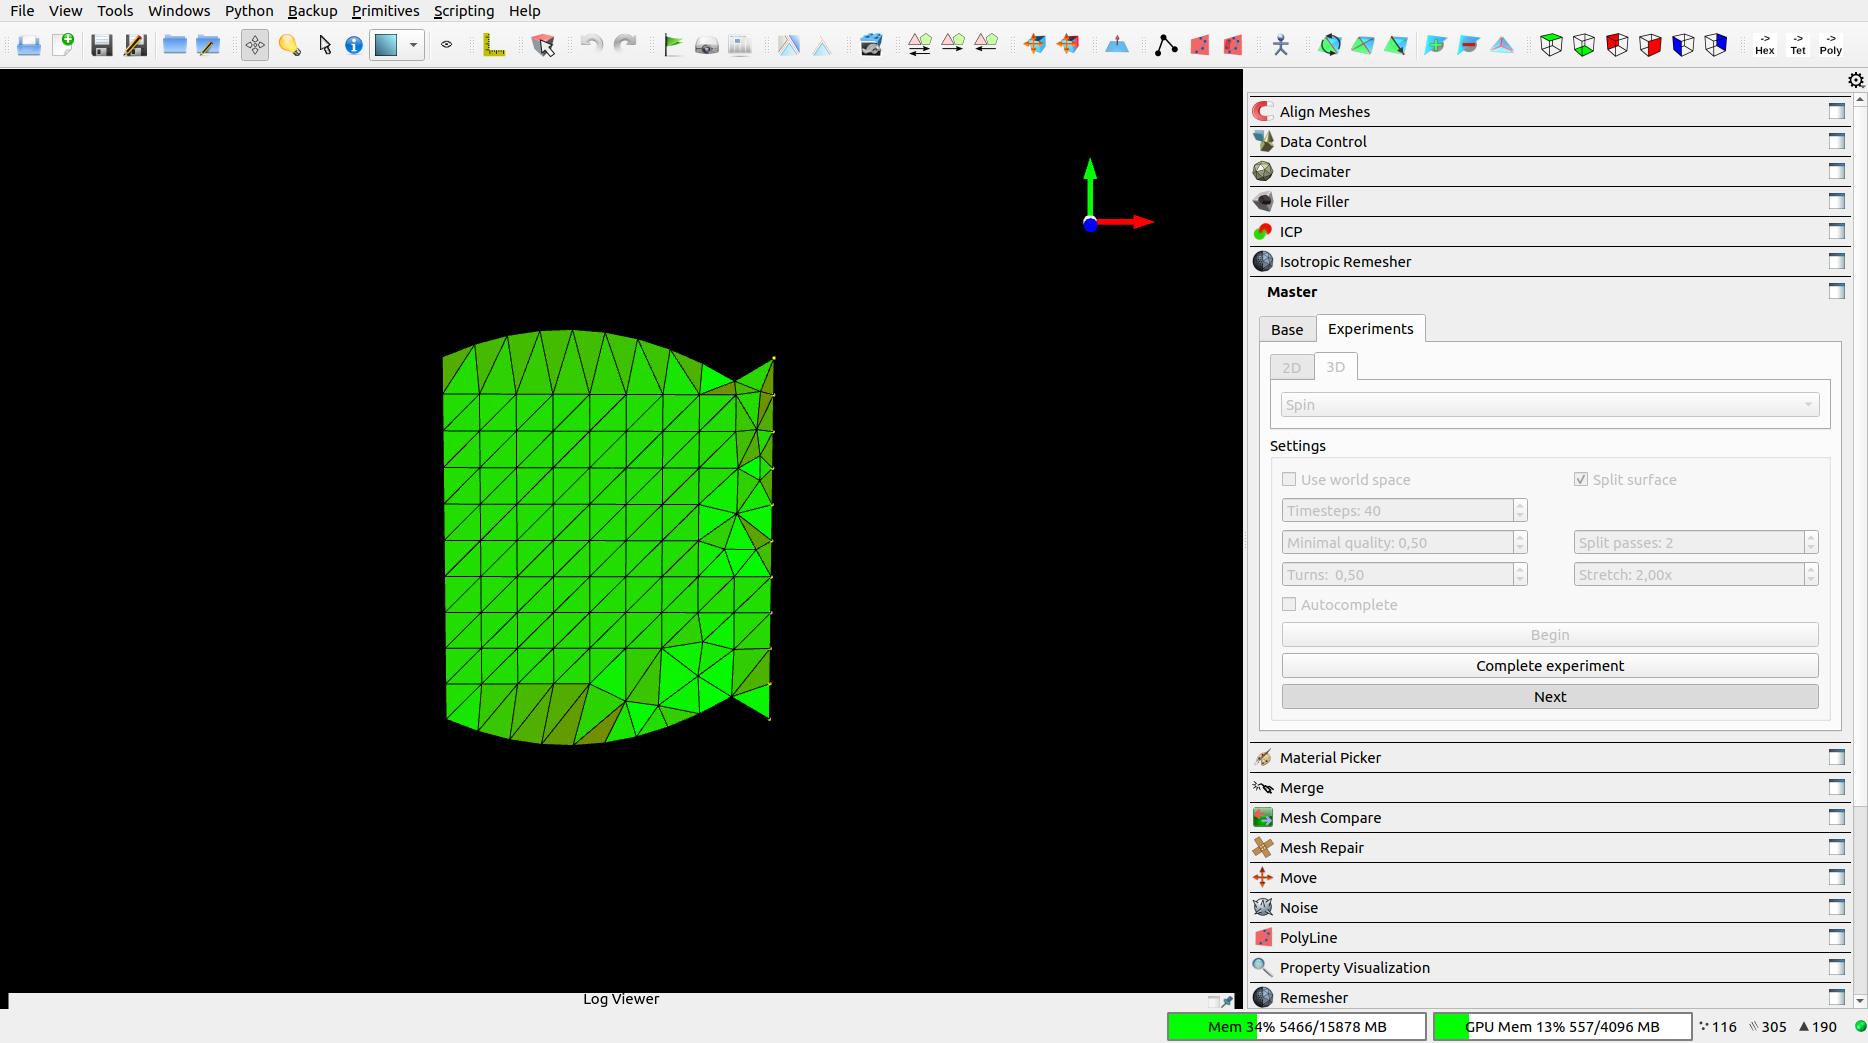 File View Tools Windows Python Backup Primitives Scripting Help
-> Hex -> Tet -> Poly
Align Meshes
Data Control
Decimater
Hole Filler
ICP
Isotropic Remesher
Master
Base Experiments
2D 3D
Spin
Settings
Use world space Split surface
Timesteps: 40
Minimal quality: 0,50 Split passes: 2
Turns: 0,50 Stretch: 2,00x
Autocomplete
Begin
Complete experiment
Next
Material Picker
Merge
Mesh Compare
Mesh Repair
Move
Noise
PolyLine
Property Visualization
Remesher
Log Viewer
Mem 34% 5466/15878 MB GPU Mem 13% 557/4096 MB 116 305 190